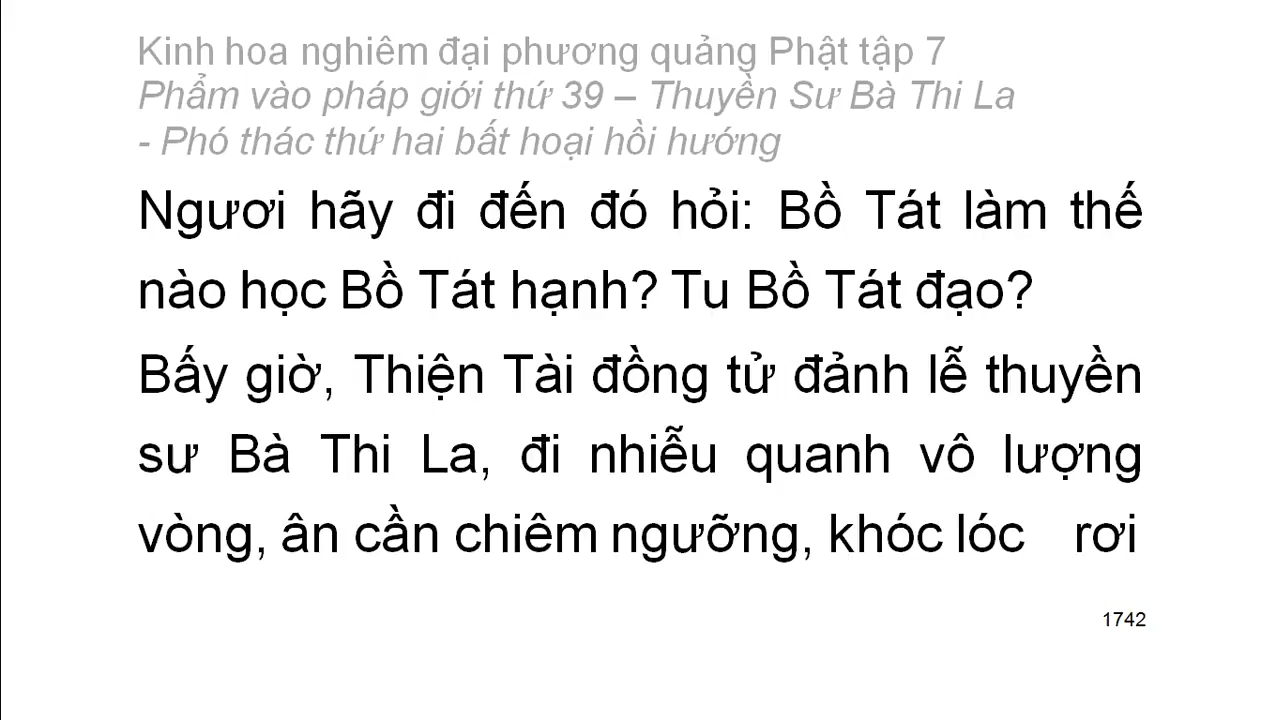 Kinh hoa nghiêm đại phương quảng Phật tập 7
Phẩm vào pháp giới thứ 39 – Thuyền Sư Bà Thi La
- Phó thác thứ hai bất hoại hồi hướng
Ngươi hãy đi đến đó hỏi: Bồ Tát làm thế
nào học Bồ Tát hạnh? Tu Bồ Tát đạo?
Bấy giờ, Thiện Tài đồng tử đảnh lễ thuyền
sư Bà Thi La, đi nhiễu quanh vô lượng
vòng, ân cần chiêm ngưỡng, khóc lóc rơi
1742